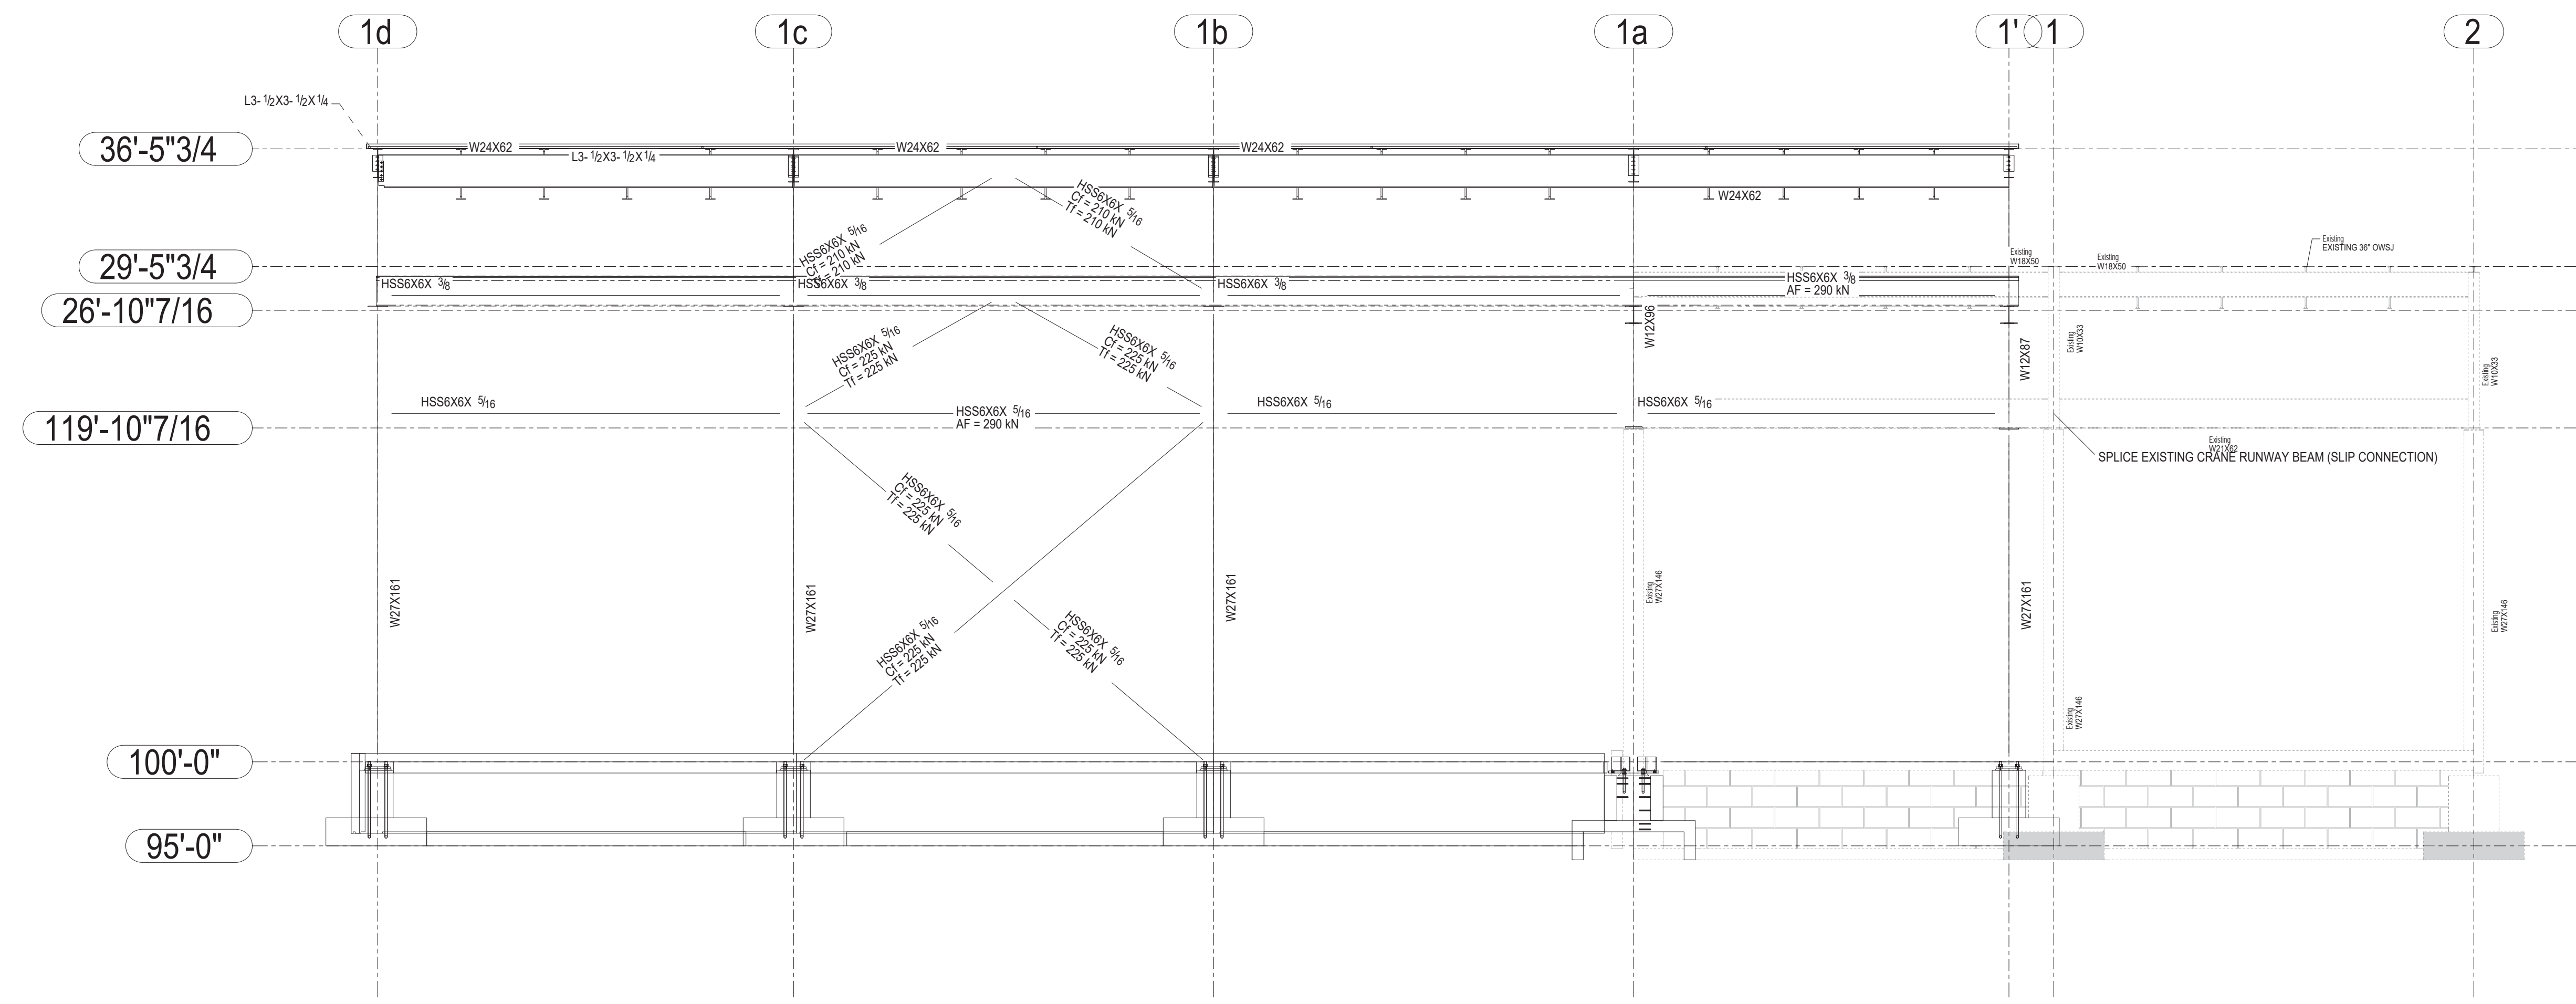 1d
1c
1b
1a
1'
1
2
L3- 1/2X3- 1/2X1/4
36'-5"3/4
W24X62
W24X62
W24X62
L3- 1/2X3- 1/2X1/4
W24X62
HSS6X6X 5/16
Cf = 210 kN
Tf = 210 kN
HSS6X6X 5/16
Cf = 210 kN
Tf = 210 kN
Existing
EXISTING 36" OWSJ
Existing
W18X50
Existing
W18X50
29'-5"3/4
HSS6X6X 3/8
HSS6X6X 3/8
HSS6X6X 3/8
HSS6X6X 3/8
AF = 290 kN
26'-10"7/16
W12X96
W12X87
Existing
W10X33
Existing
W10X33
HSS6X6X 5/16
Cf = 225 kN
Tf = 225 kN
HSS6X6X 5/16
Cf = 225 kN
Tf = 225 kN
HSS6X6X 5/16
HSS6X6X 5/16
AF = 290 kN
HSS6X6X 5/16
HSS6X6X 5/16
119'-10"7/16
Existing
W21X62
SPLICE EXISTING CRANE RUNWAY BEAM (SLIP CONNECTION)
HSS6X6X 5/16
Cf = 225 kN
Tf = 225 kN
W27X161
W27X161
W27X161
Existing
W27X146
W27X161
Existing
W27X146
HSS6X6X 5/16
Cf = 225 kN
Tf = 225 kN
HSS6X6X 5/16
Cf = 225 kN
Tf = 225 kN
Existing
W27X146
100'-0"
95'-0"